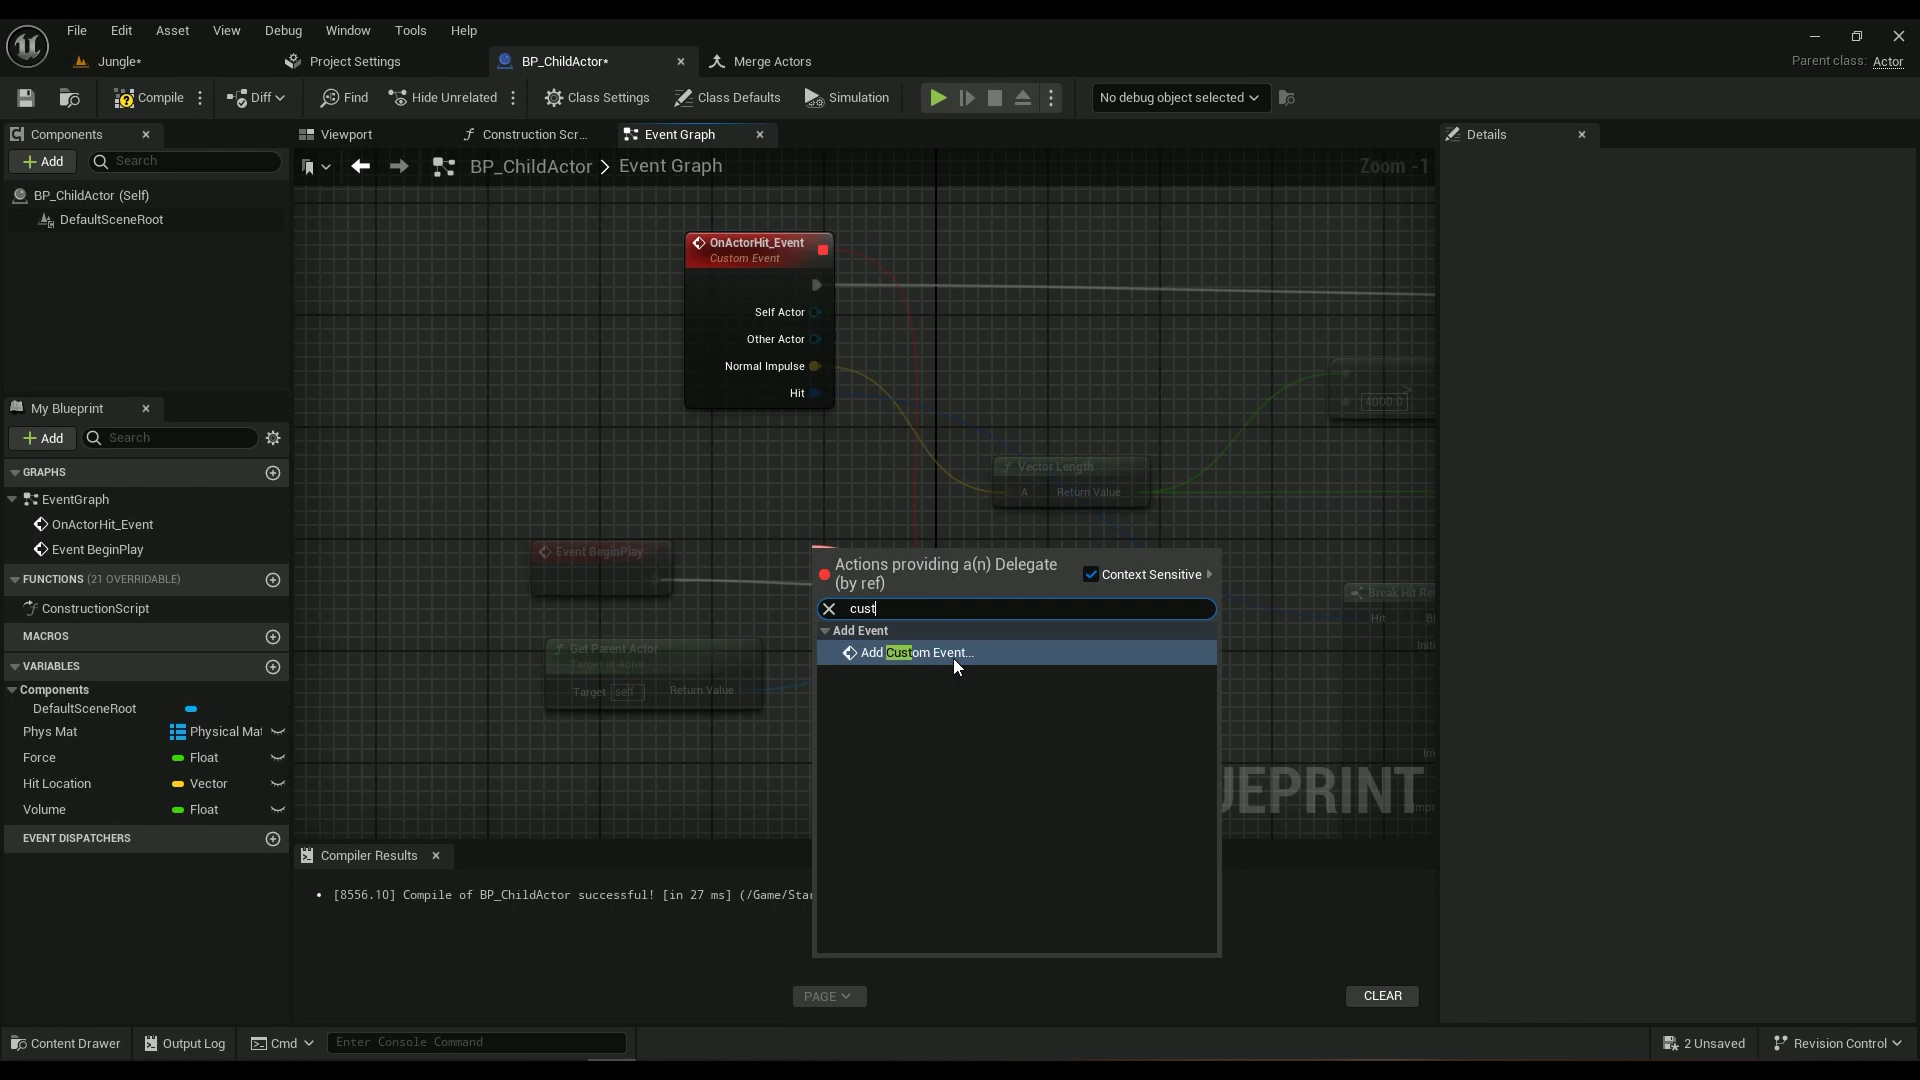 File Edit Asset View Debug Window Tools Help
Jungle* Project Settings BP_ChildActor* Merge Actors Parent class: Actor
Compile Diff Find Hide Unrelated Class Settings Class Defaults Simulation No debug object selected
Components Viewport Construction Scr... Event Graph Details
Add Search BP_ChildActor > Event Graph Zoom -1
BP_ChildActor (Self)
DefaultSceneRoot
OnActorHit_Event
Custom Event
Self Actor
Other Actor
Normal Impulse
Hit
4000.0
Vector Length
A Return Value
Event BeginPlay
Get Parent Actor
Target is Actor
Target self Return Value
Break Hit Re
Hit Bl
Initi
Im
Impa
UEPRINT
My Blueprint
Add Search
GRAPHS
EventGraph
OnActorHit_Event
Event BeginPlay
FUNCTIONS (21 OVERRIDABLE)
ConstructionScript
MACROS
VARIABLES
Components
DefaultSceneRoot
Phys Mat Physical Mat
Force Float
Hit Location Vector
Volume Float
EVENT DISPATCHERS
Actions providing a(n) Delegate
(by ref)
Context Sensitive
cust
Add Event
Add Custom Event...
Compiler Results
[8556.10] Compile of BP_ChildActor successful! [in 27 ms] (/Game/Star
PAGE CLEAR
Content Drawer Output Log Cmd Enter Console Command 2 Unsaved Revision Control